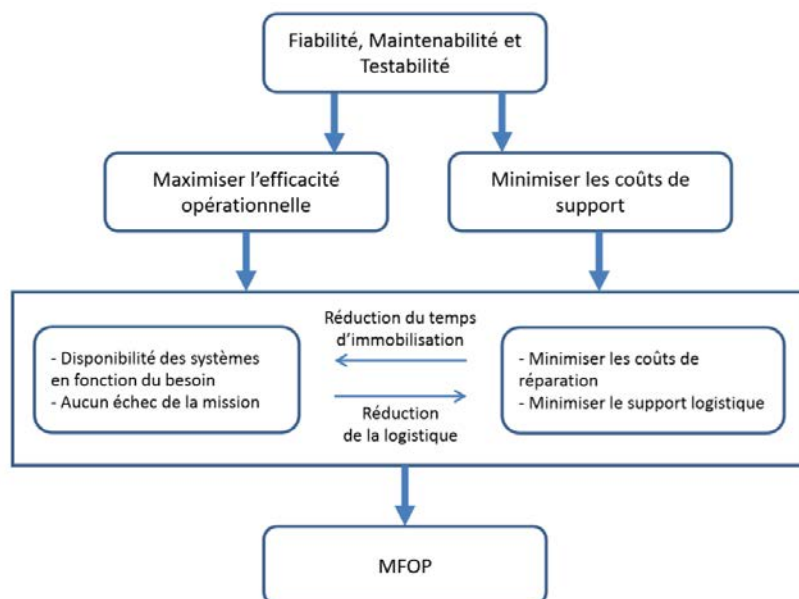 Fiabilité, Maintenabilité et
Testabilité
Maximiser l'efficacité
opérationnelle
Minimiser les coûts de
support
- Disponibilité des systèmes
en fonction du besoin
- Aucun échec de la mission
Réduction du temps
d'immobilisation
Réduction
de la logistique
- Minimiser les coûts de
réparation
- Minimiser le support logistique
MFOP